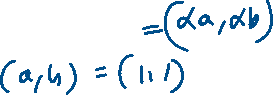 =(αa,αb)
(a,b) = (1,1)